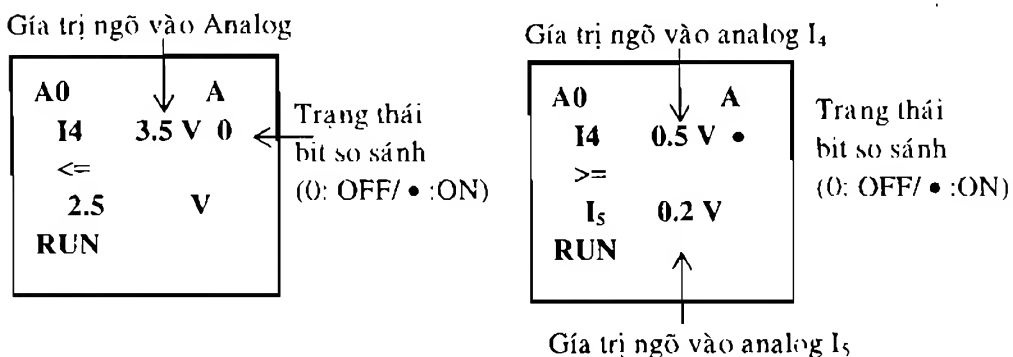 Gía trị ngõ vào Analog
A0 A
I4 3.5 V 0
<=
2.5 V
RUN
Trạng thái
bit so sánh
(0: OFF/ • :ON)
Gía trị ngõ vào analog I₄
A0 A
I4 0.5 V •
>=
I₅ 0.2 V
RUN
Trang thái
bit so sánh
(0: OFF/ • :ON)
Gía trị ngõ vào analog I₅